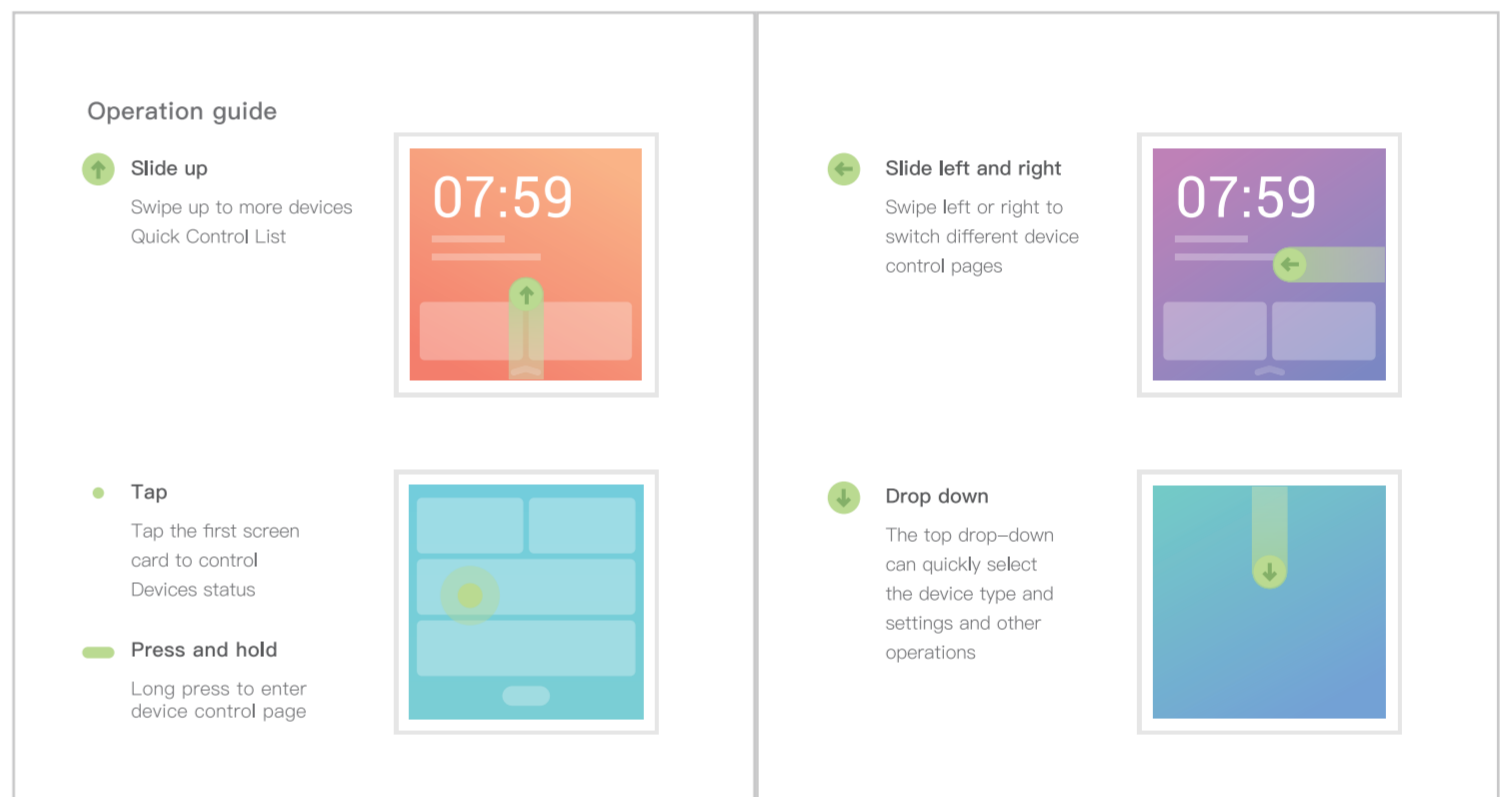 Operation guide
Slide up
Swipe up to more devices
Quick Control List
07:59
Tap
Tap the first screen
card to control
Devices status
Press and hold
Long press to enter
device control page
Slide left and right
Swipe left or right to
switch different device
control pages
07:59
Drop down
The top drop–down
can quickly select
the device type and
settings and other
operations